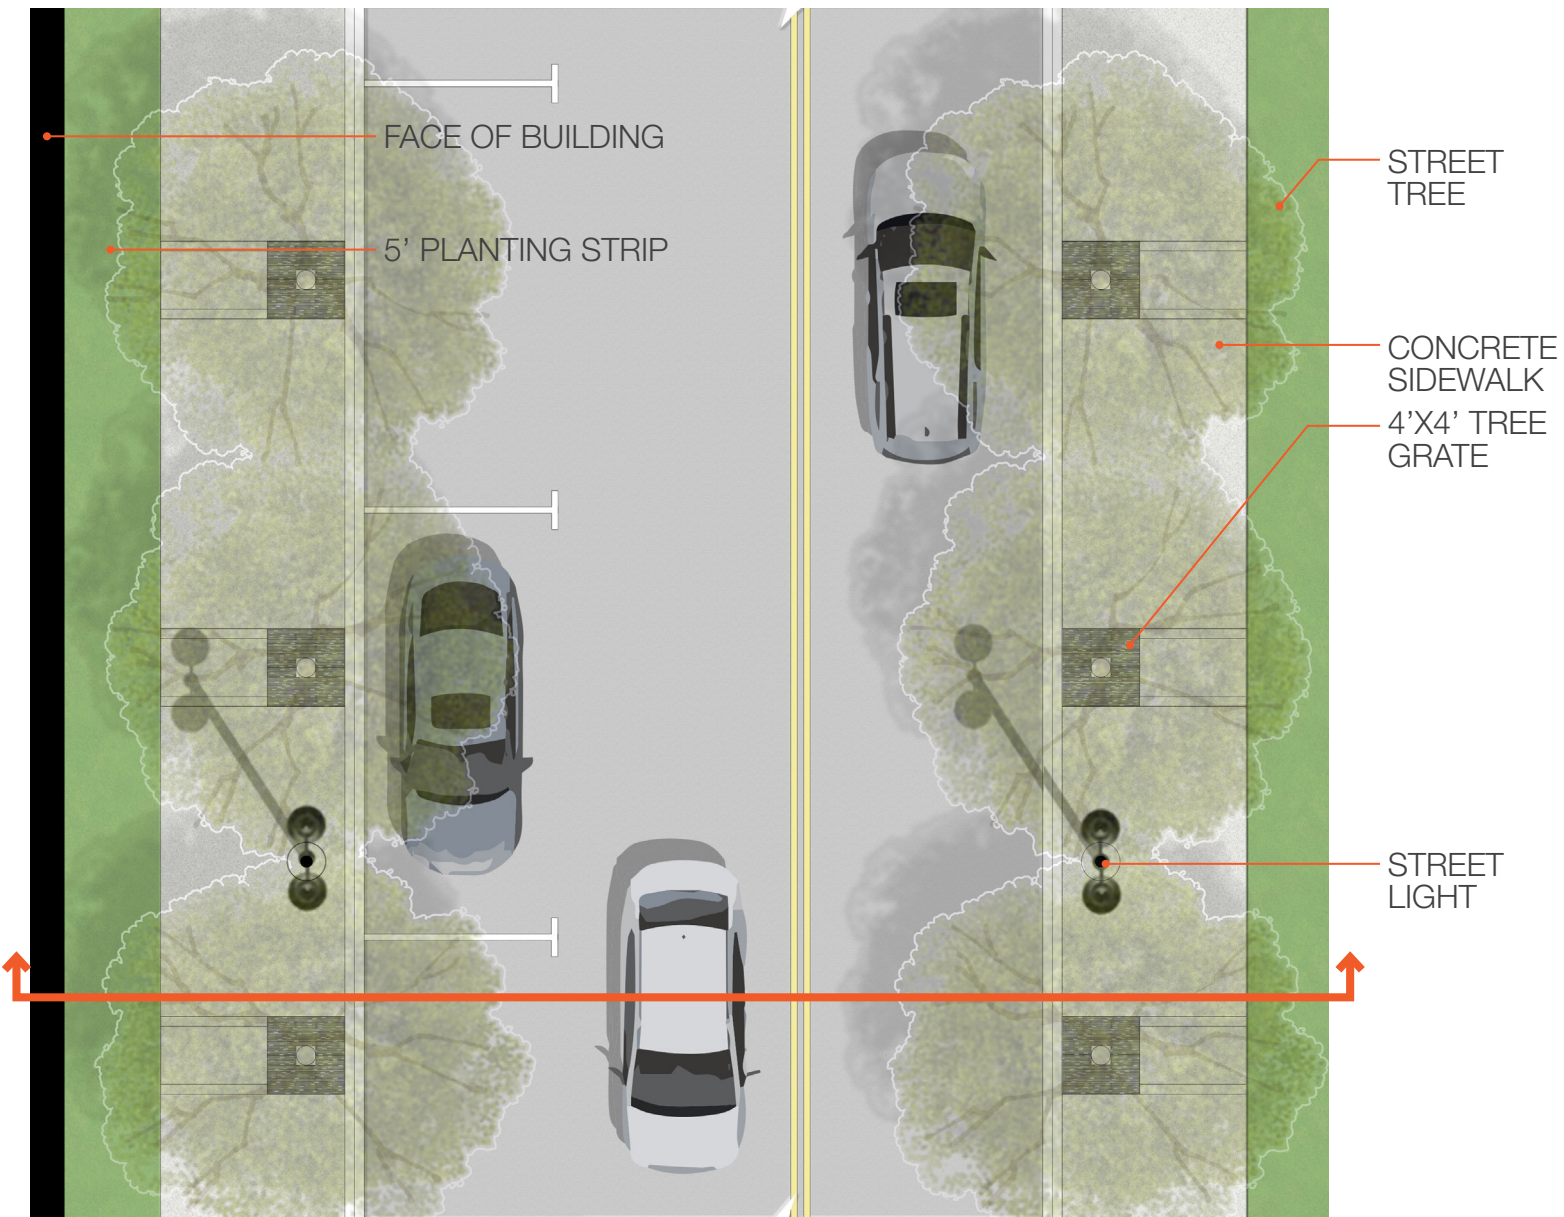 FACE OF BUILDING
5’ PLANTING STRIP
STREET
TREE
CONCRETE
SIDEWALK
4’X4’ TREE
GRATE
STREET
LIGHT